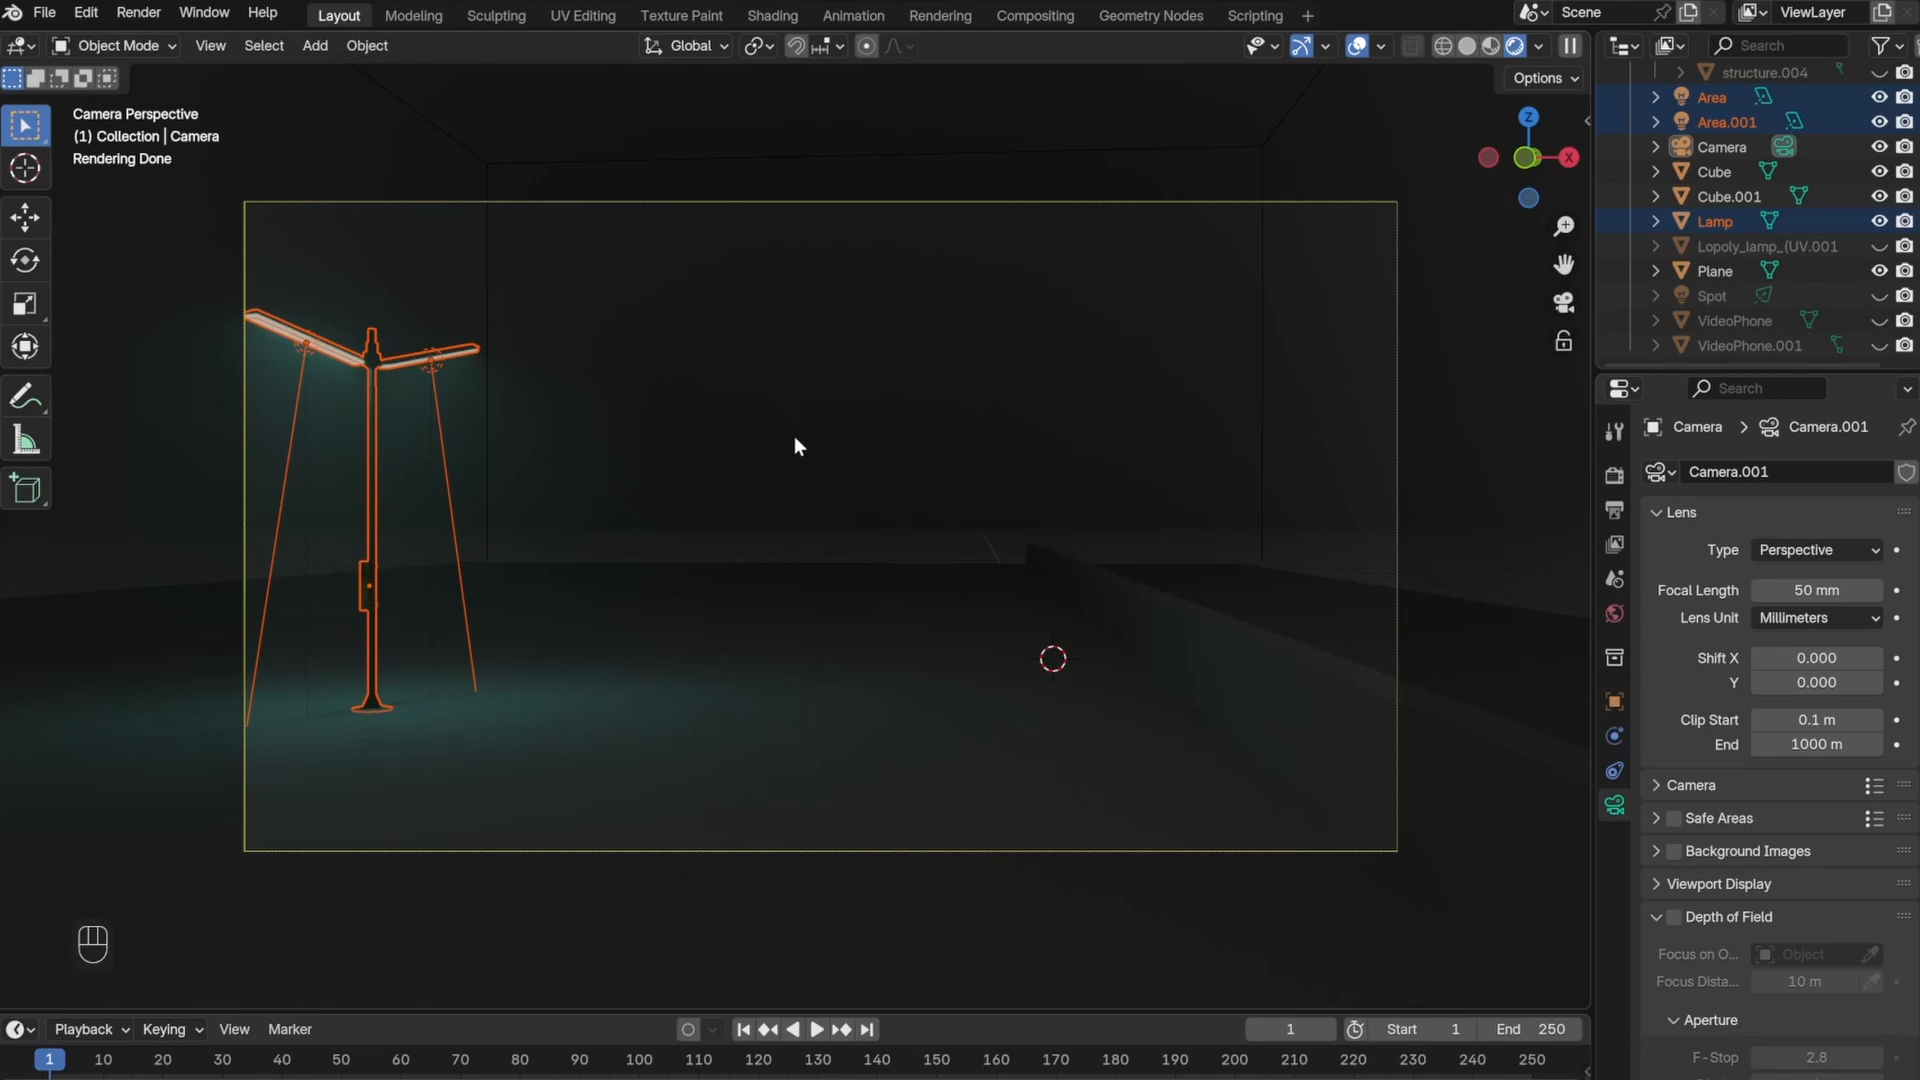 File Edit Render Window Help Layout Modeling Sculpting UV Editing Texture Paint Shading Animation Rendering Compositing Geometry Nodes Scripting + Scene ViewLayer
Object Mode View Select Add Object Global Search
Options
Camera Perspective
(1) Collection | Camera
Rendering Done
Z
X
structure.004
Area
Area.001
Camera
Cube
Cube.001
Lamp
Lopoly_lamp_(UV.001
Plane
Spot
VideoPhone
VideoPhone.001
Search
Camera > Camera.001
Camera.001
Lens
Type Perspective
Focal Length 50 mm
Lens Unit Millimeters
Shift X 0.000
Y 0.000
Clip Start 0.1 m
End 1000 m
Camera
Safe Areas
Background Images
Viewport Display
Depth of Field
Focus on O... Object
Focus Dista... 10 m
Aperture
F-Stop 2.8
Playback Keying View Marker 1 Start 1 End 250
1 10 20 30 40 50 60 70 80 90 100 110 120 130 140 150 160 170 180 190 200 210 220 230 240 250